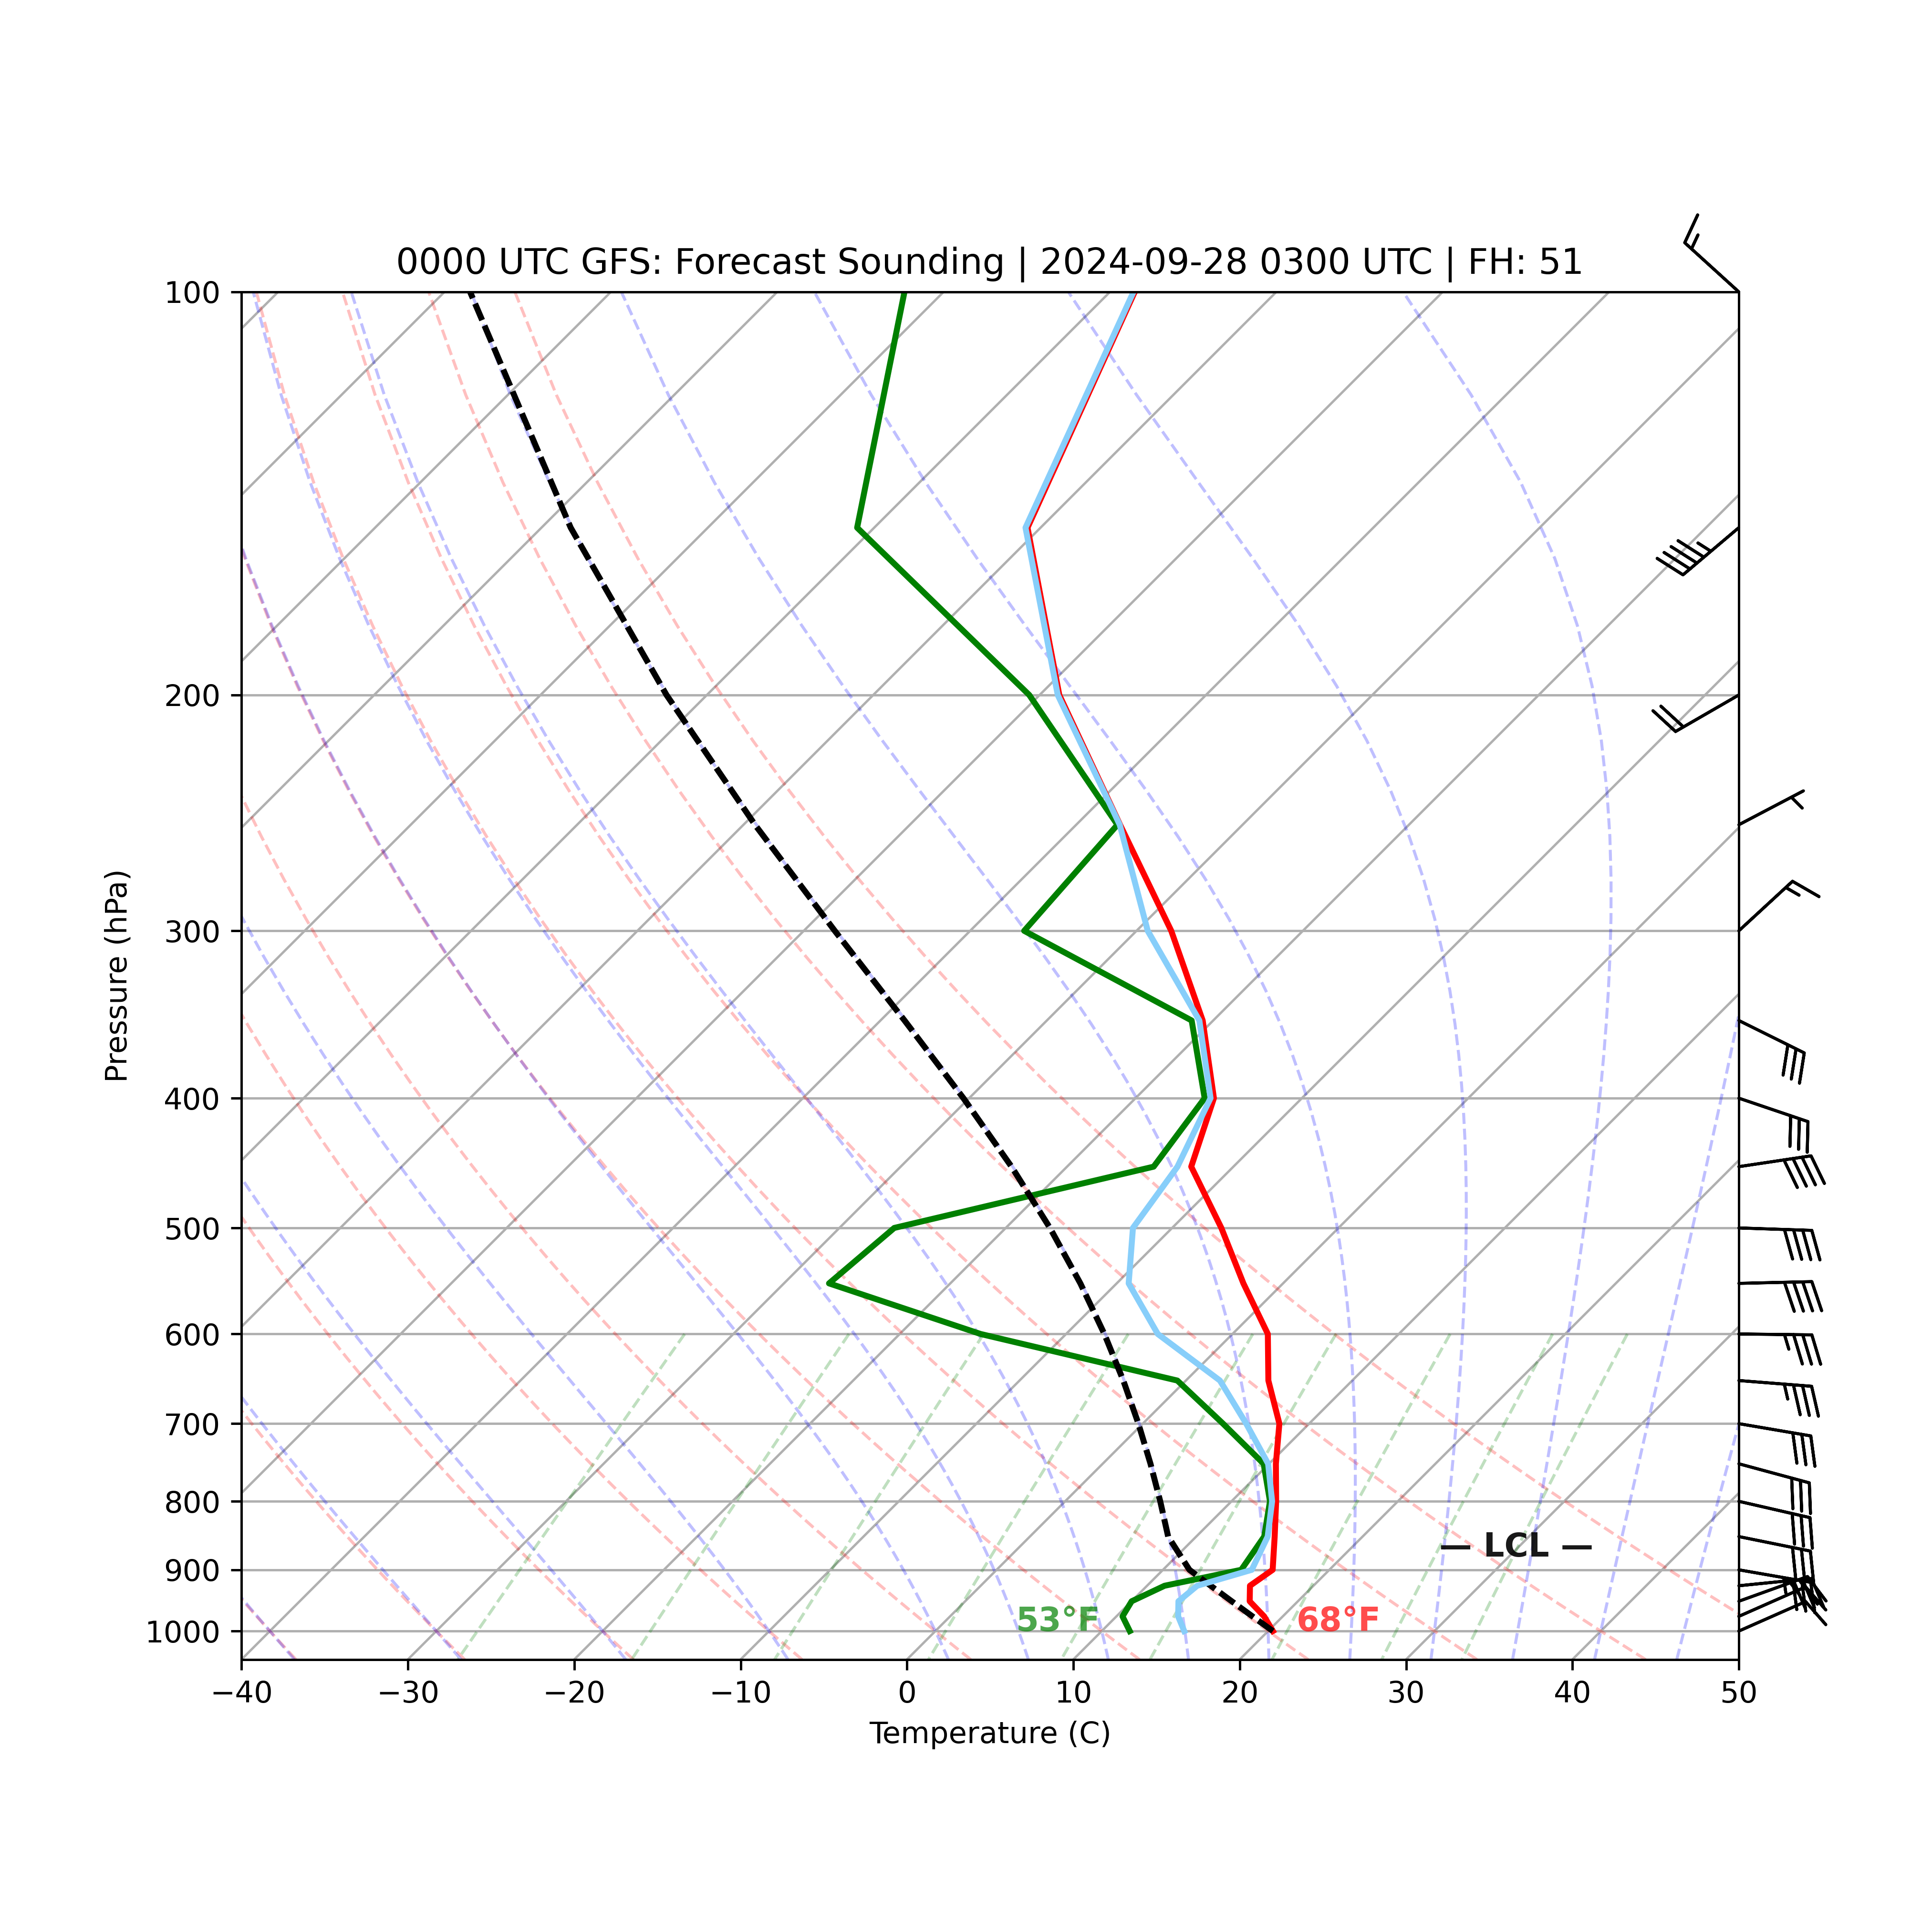 0000 UTC GFS: Forecast Sounding | 2024-09-28 0300 UTC | FH: 51
100
200
300
400
500
600
700
800
900
1000
Pressure (hPa)
— LCL —
53°F
68°F
−40 −30 −20 −10 0 10 20 30 40 50
Temperature (C)